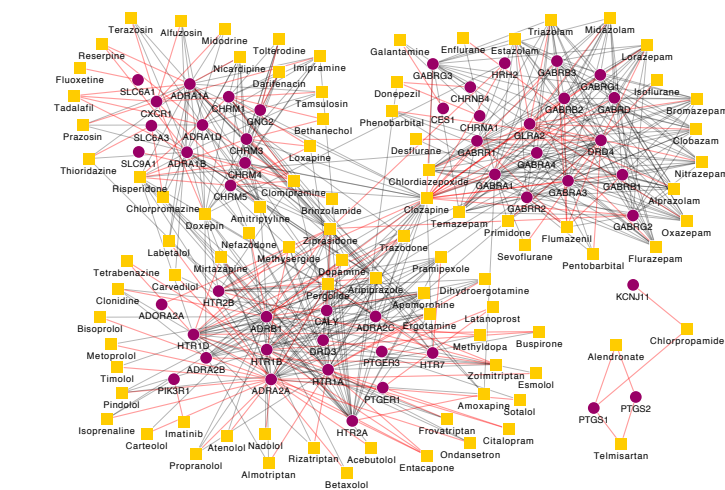 Terazosin
Alfuzosin
Midodrine
Tolterodine
Reserpine
Nicardipine
Imipramine
Fluoxetine
SLC6A1
ADRA1A
Darifenacin
Tadalafil
CXCR1
CHRM1
GNG2
Tamsulosin
Prazosin
SLC6A3
ADRA1D
CHRM3
Bethanechol
Thioridazine
SLC9A1
ADRA1B
CHRM4
Loxapine
Risperidone
CHRM5
Clomipramine
Chlorpromazine
Doxepin
Amitriptyline
Brinzolamide
Labetalol
Nefazodone
Ziprasidone
Tetrabenazine
Carvedilol
Mirtazapine
Methysergide
Dopamine
Trazodone
Pramipexole
Clonidine
ADORA2A
HTR2B
Pergolide
Aripiprazole
Apomorphine
Dihydroergotamine
Bisoprolol
HTR1D
ADRB1
CALY
ADRA2C
Ergotamine
Latanoprost
Metoprolol
ADRA2B
HTR1B
DRD3
PTGER3
HTR7
Methyldopa
Buspirone
Timolol
PIK3R1
ADRA2A
HTR1A
PTGER1
Zolmitriptan
Esmolol
Pindolol
HTR2A
Amoxapine
Sotalol
Isoprenaline
Imatinib
Frovatriptan
Citalopram
Carteolol
Atenolol
Nadolol
Rizatriptan
Acebutolol
Entacapone
Ondansetron
Propranolol
Almotriptan
Betaxolol
Triazolam
Midazolam
Galantamine
Enflurane
Estazolam
Lorazepam
GABRG3
HRH2
GABRB3
GABRG1
Isoflurane
Donepezil
CHRNB4
GABRB2
GABRD
Bromazepam
Phenobarbital
CES1
CHRNA1
GLRA2
Clobazam
Desflurane
GABRR1
GABRA4
DRD4
Nitrazepam
Chlordiazepoxide
GABRA1
GABRA3
GABRB1
Alprazolam
Clozapine
GABRR2
GABRG2
Oxazepam
Temazepam
Primidone
Flumazenil
Flurazepam
Sevoflurane
Pentobarbital
KCNJ11
Chlorpropamide
Alendronate
PTGS1
PTGS2
Telmisartan